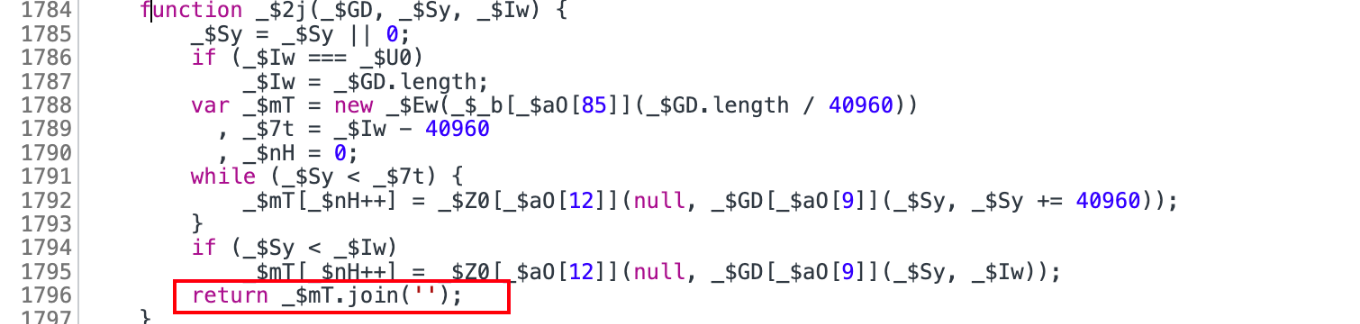 1784 function _$2j(_$GD, _$Sy, _$Iw) {
1785 _$Sy = _$Sy || 0;
1786 if (_$Iw === _$U0)
1787 _$Iw = _$GD.length;
1788 var _$mT = new _$Ew(_$_b[_$aO[85]](_$GD.length / 40960))
1789 , _$7t = _$Iw - 40960
1790 , _$nH = 0;
1791 while (_$Sy < _$7t) {
1792 _$mT[_$nH++] = _$Z0[_$aO[12]](null, _$GD[_$aO[9]](_$Sy, _$Sy += 40960));
1793 }
1794 if (_$Sy < _$Iw)
1795 _$mT[_$nH++] = _$Z0[_$aO[12]](null, _$GD[_$aO[9]](_$Sy, _$Iw));
1796 return _$mT.join('');
1797 }